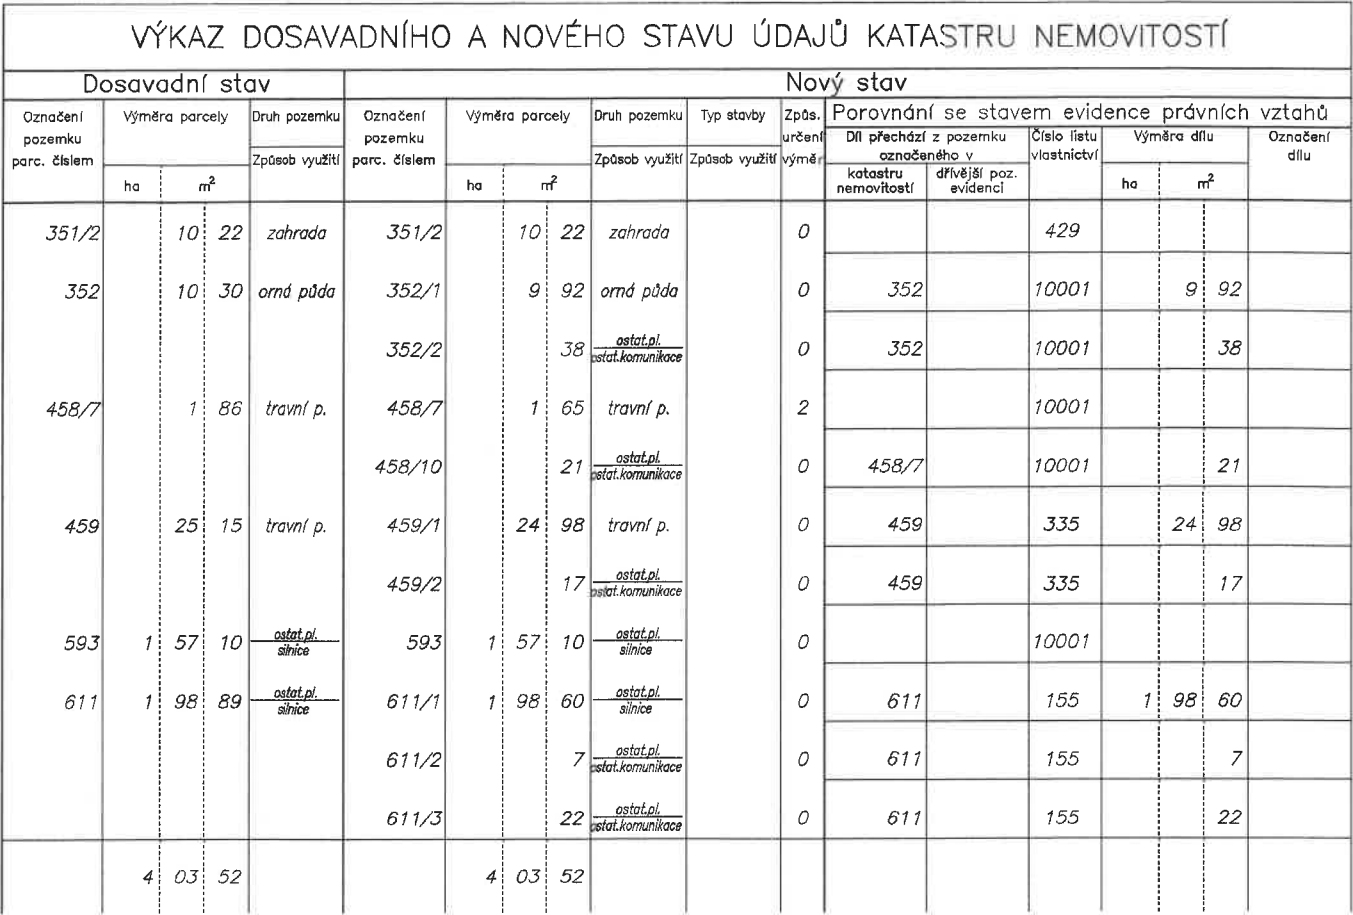 VÝKAZ DOSAVADNÍHO A NOVÉHO STAVU ÚDAJŮ KATASTRU NEMOVITOSTÍ
Dosavadní stav Nový stav
Označení pozemku parc. číslem Výměra parcely Druh pozemku Označení pozemku parc. číslem Výměra parcely Druh pozemku Typ stavby Způs. určení výměr Porovnání se stavem evidence právních vztahů
Způsob využití Způsob využití Způsob využití Díl přechází z pozemku označeného v Číslo listu vlastnictví Výměra dílu Označení dílu
ha m² ha m² katastru nemovitostí dřívější poz. evidenci ha m²
351/2 10 22 zahrada 351/2 10 22 zahrada 0 429
352 10 30 orná půda 352/1 9 92 orná půda 0 352 10001 9 92
352/2 38 ostat.pl. ostat.komunikace 0 352 10001 38
458/7 1 86 travní p. 458/7 1 65 travní p. 2 10001
458/10 21 ostat.pl. ostat.komunikace 0 458/7 10001 21
459 25 15 travní p. 459/1 24 98 travní p. 0 459 335 24 98
459/2 17 ostat.pl. ostat.komunikace 0 459 335 17
593 1 57 10 ostat.pl. silnice 593 1 57 10 ostat.pl. silnice 0 10001
611 1 98 89 ostat.pl. silnice 611/1 1 98 60 ostat.pl. silnice 0 611 155 1 98 60
611/2 7 ostat.pl. ostat.komunikace 0 611 155 7
611/3 22 ostat.pl. ostat.komunikace 0 611 155 22
4 03 52 4 03 52